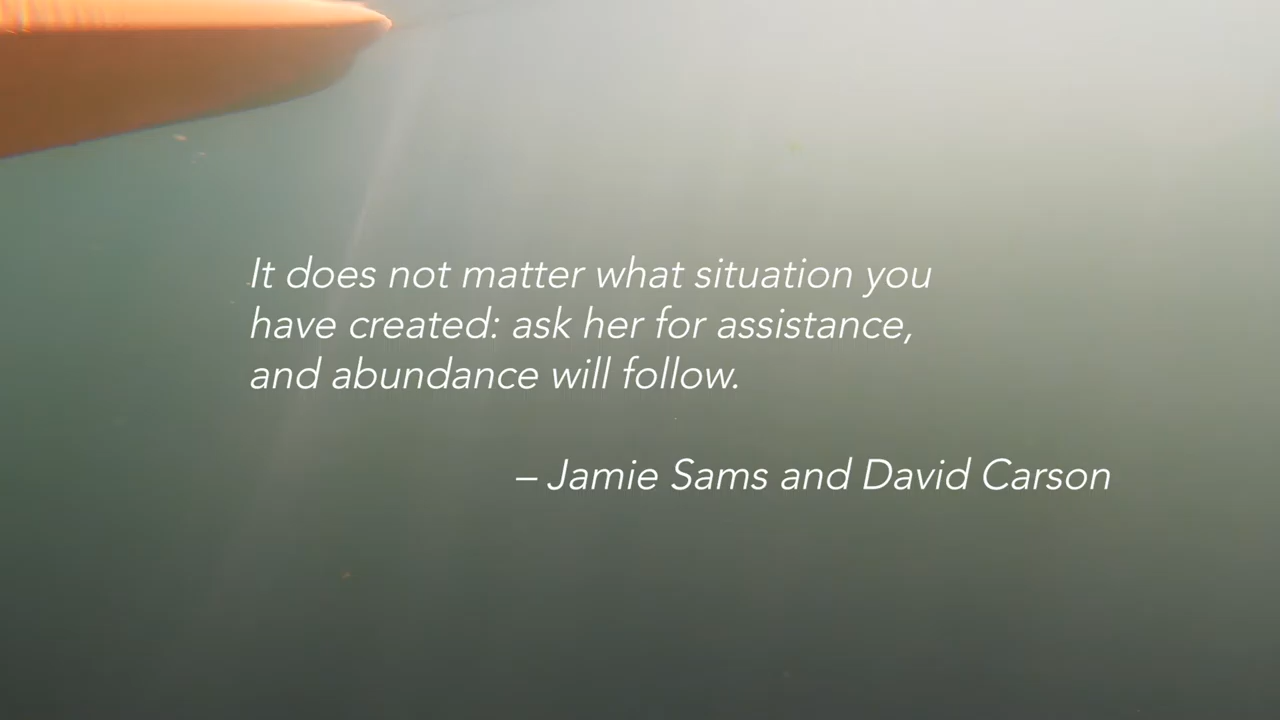 It does not matter what situation you
have created: ask her for assistance,
and abundance will follow.
– Jamie Sams and David Carson